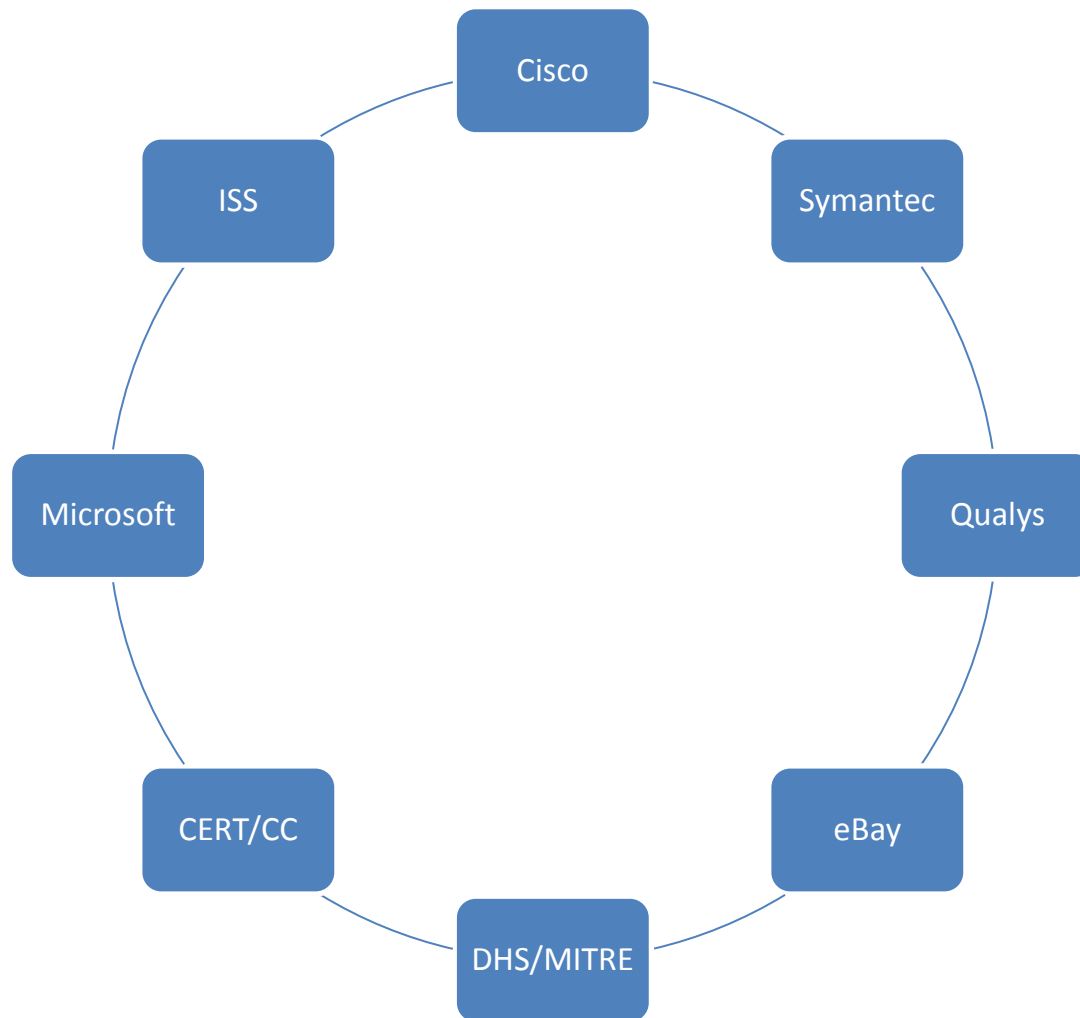 Cisco
Symantec
Qualys
eBay
DHS/MITRE
CERT/CC
Microsoft
ISS